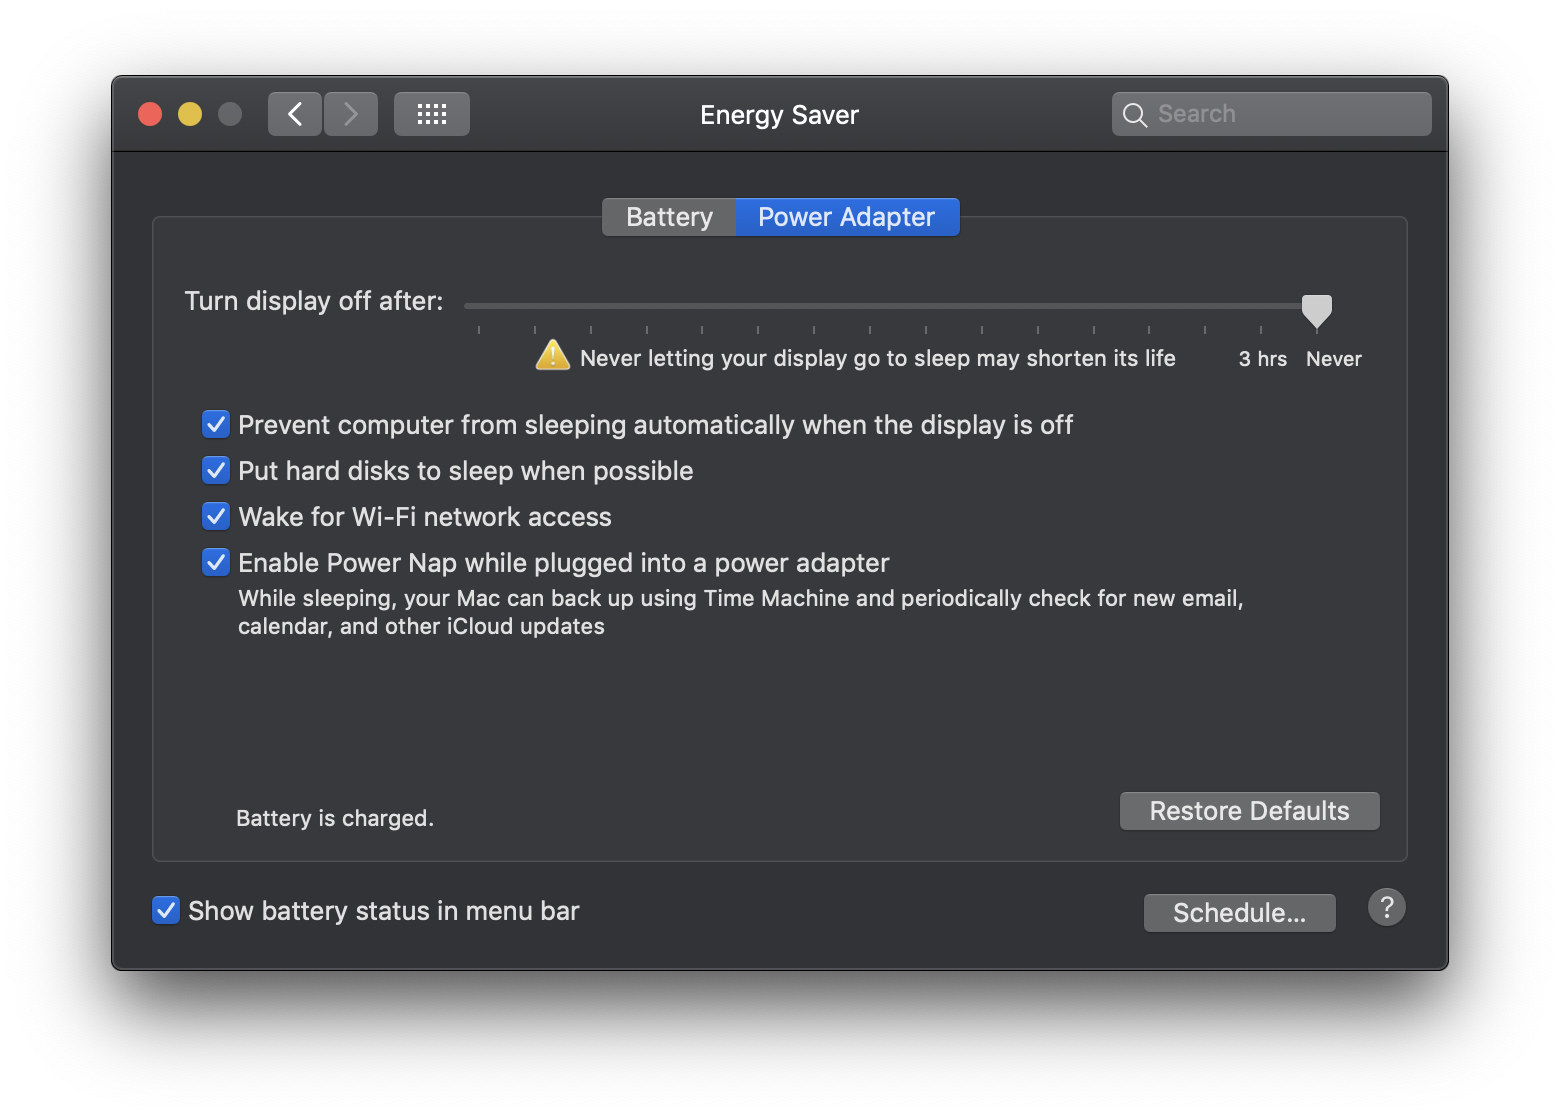 Energy Saver
Search
Battery
Power Adapter
Turn display off after:
Never letting your display go to sleep may shorten its life
3 hrs
Never
Prevent computer from sleeping automatically when the display is off
Put hard disks to sleep when possible
Wake for Wi-Fi network access
Enable Power Nap while plugged into a power adapter
While sleeping, your Mac can back up using Time Machine and periodically check for new email,
calendar, and other iCloud updates
Battery is charged.
Restore Defaults
Show battery status in menu bar
Schedule...
?